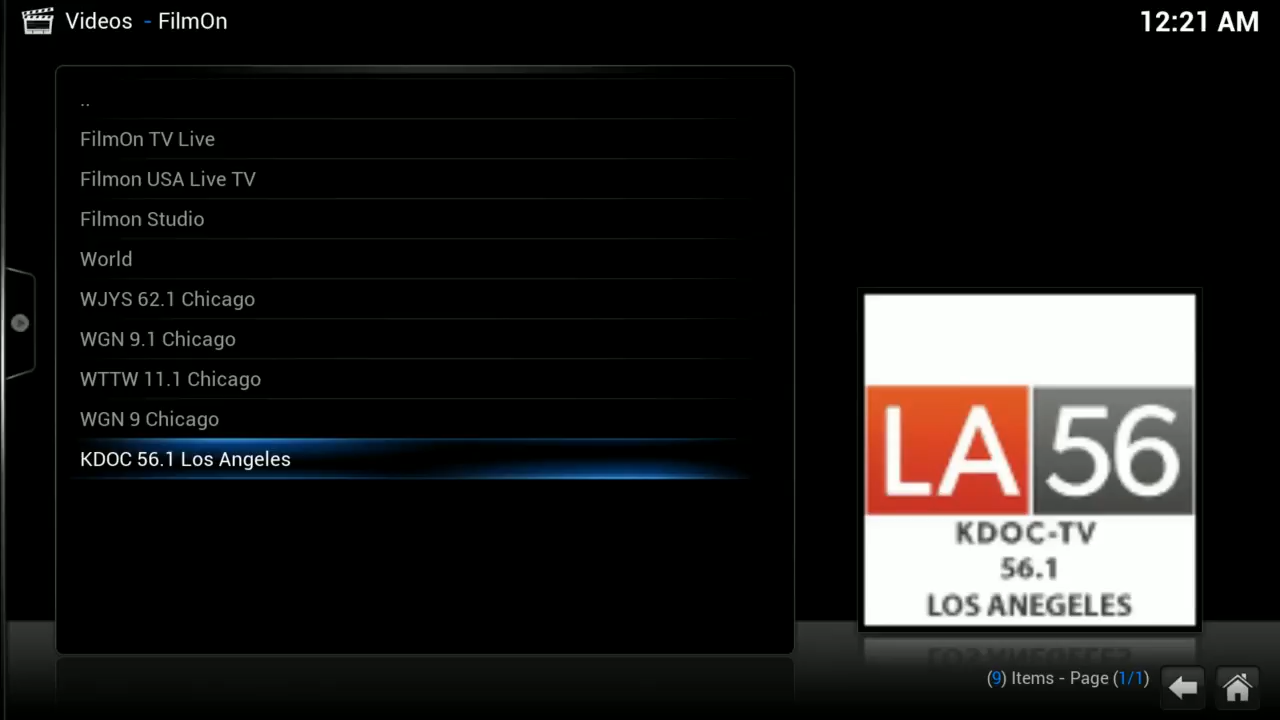 Videos - FilmOn
12:21 AM
..
FilmOn TV Live
Filmon USA Live TV
Filmon Studio
World
WJYS 62.1 Chicago
WGN 9.1 Chicago
WTTW 11.1 Chicago
WGN 9 Chicago
KDOC 56.1 Los Angeles
LA 56
KDOC-TV
56.1
LOS ANEGELES
(9) Items - Page (1/1)